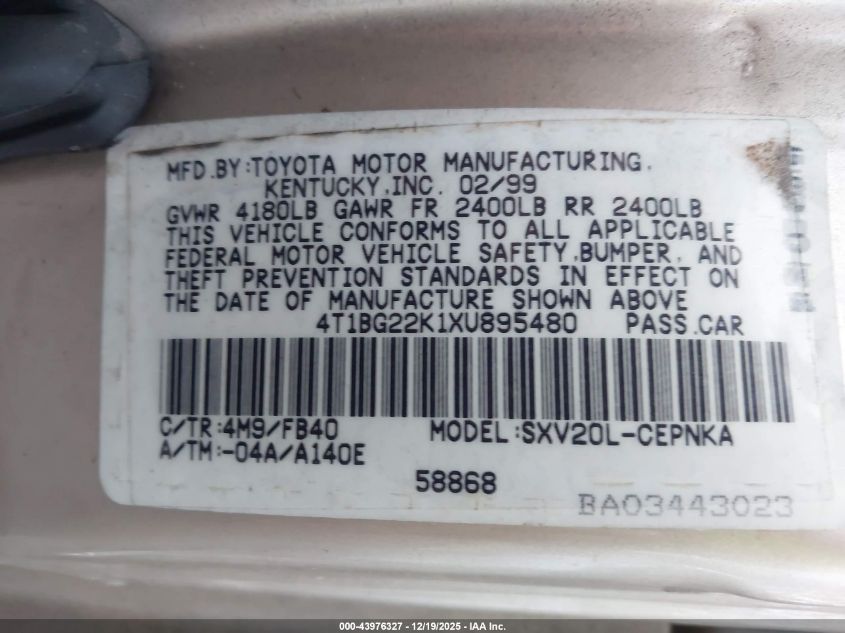 MFD.BY:TOYOTA MOTOR MANUFACTURING,
KENTUCKY,INC. 02/99
GVWR 4180LB GAWR FR 2400LB RR 2400LB
THIS VEHICLE CONFORMS TO ALL APPLICABLE
FEDERAL MOTOR VEHICLE SAFETY,BUMPER, AND
THEFT PREVENTION STANDARDS IN EFFECT ON
THE DATE OF MANUFACTURE SHOWN ABOVE
4T1BG22K1XU895480 PASS.CAR
C/TR:4M9/FB40 MODEL:SXV20L-CEPNKA
A/TM:-04A/A140E
58868
BA03443023
000-43976327 - 12/19/2025 - IAA Inc.